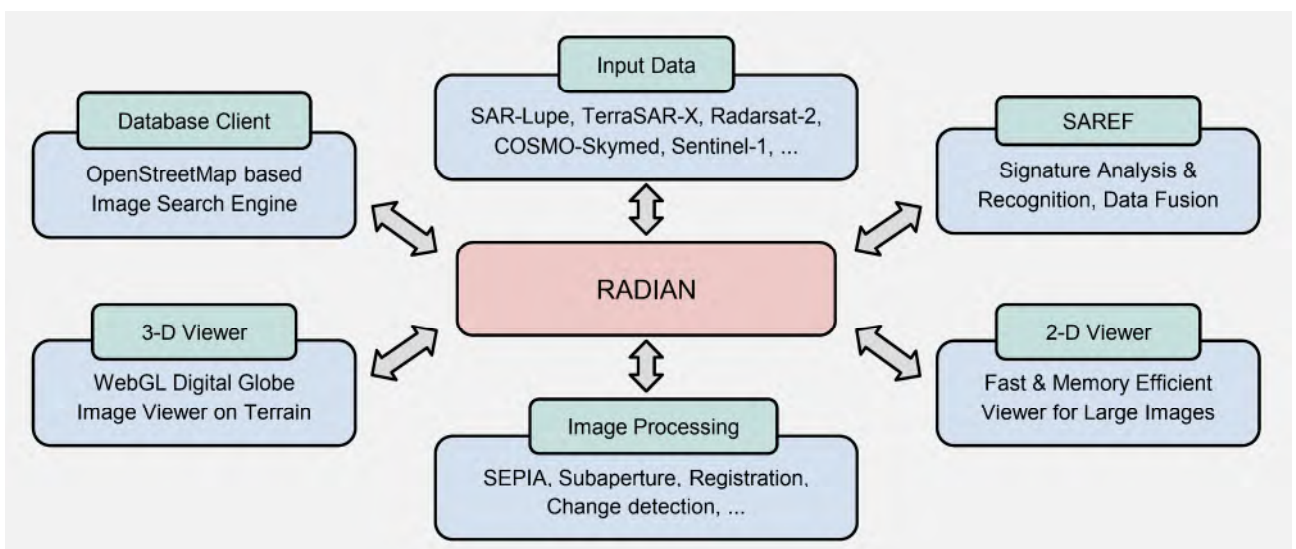 Input Data
SAR-Lupe, TerraSAR-X, Radarsat-2,
COSMO-Skymed, Sentinel-1, ...
Database Client
OpenStreetMap based
Image Search Engine
SAREF
Signature Analysis &
Recognition, Data Fusion
RADIAN
3-D Viewer
WebGL Digital Globe
Image Viewer on Terrain
2-D Viewer
Fast & Memory Efficient
Viewer for Large Images
Image Processing
SEPIA, Subaperture, Registration,
Change detection, ...